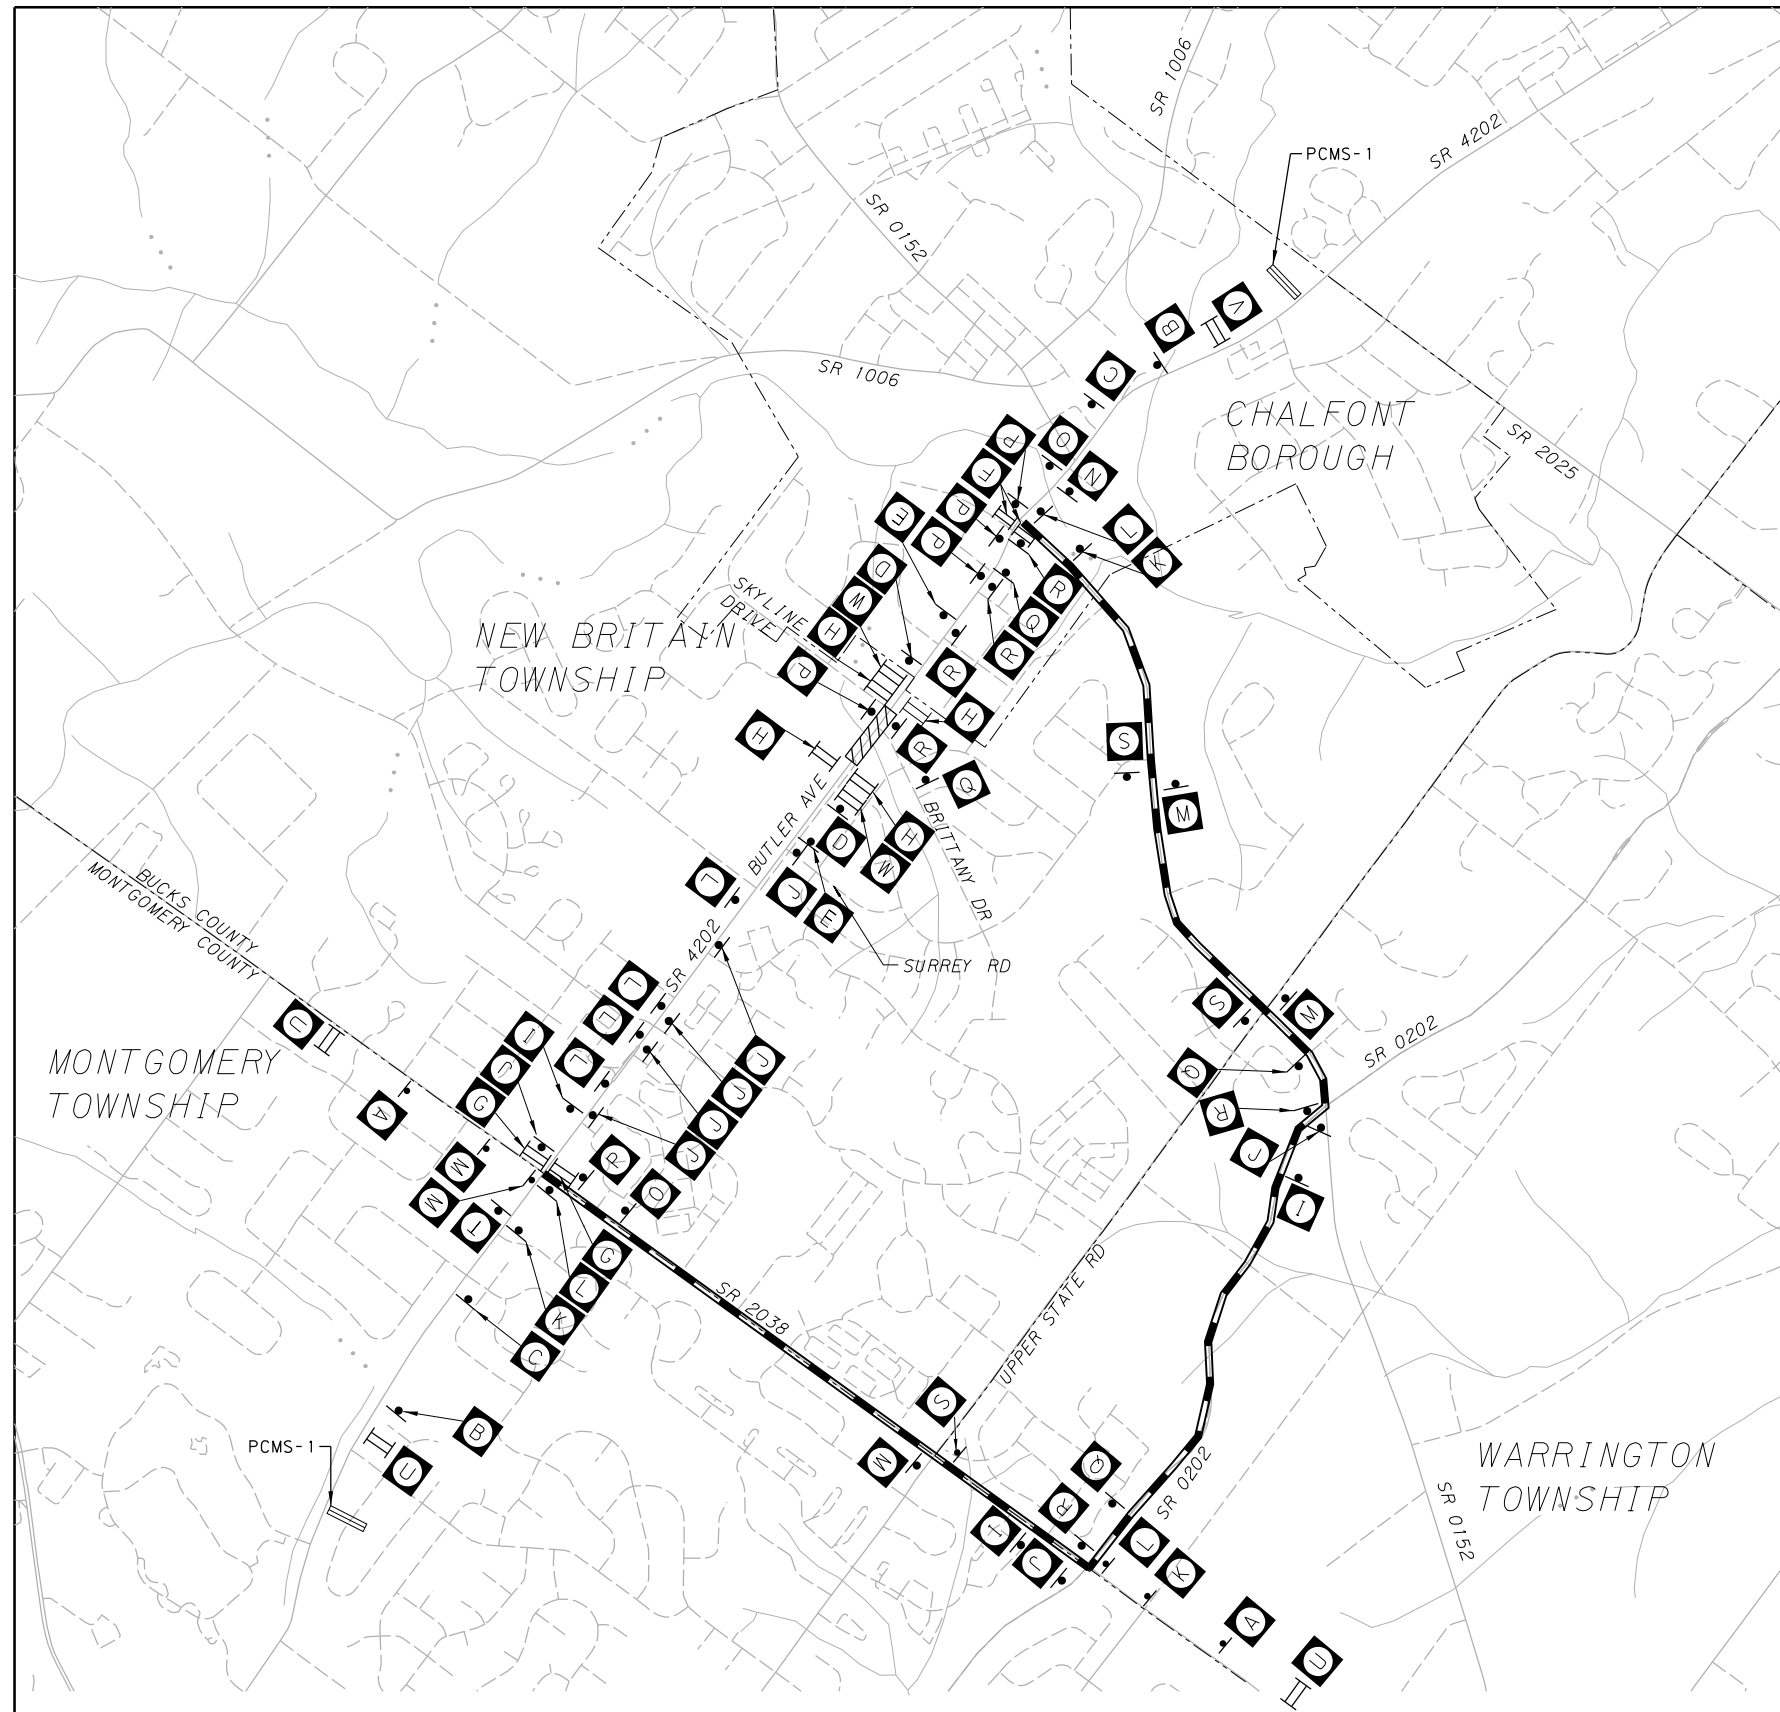 SR 1006
SR 4202
PCMS-1
SR 0152
V
B
C
SR 1006
CHALFONT
BOROUGH
SR 2025
P
F
P
P
E
O
N
L
K
D
W
H
P
SKYLINE
DRIVE
NEW BRITAIN
TOWNSHIP
R
Q
R
R
H
R
Q
H
S
M
BUTLER AVE
BRITTANY DR
D
H
W
J
E
L
SURREY RD
SR 4202
BUCKS COUNTY
MONTGOMERY COUNTY
U
MONTGOMERY
TOWNSHIP
A
I
J
G
L
L
L
J
J
J
J
M
M
T
R
Q
G
L
K
C
S
M
Q
R
J
I
SR 0202
SR 2038
UPPER STATE RD
B
U
PCMS-1
S
M
Q
R
I
J
L
K
SR 0202
SR 0152
WARRINGTON
TOWNSHIP
A
U